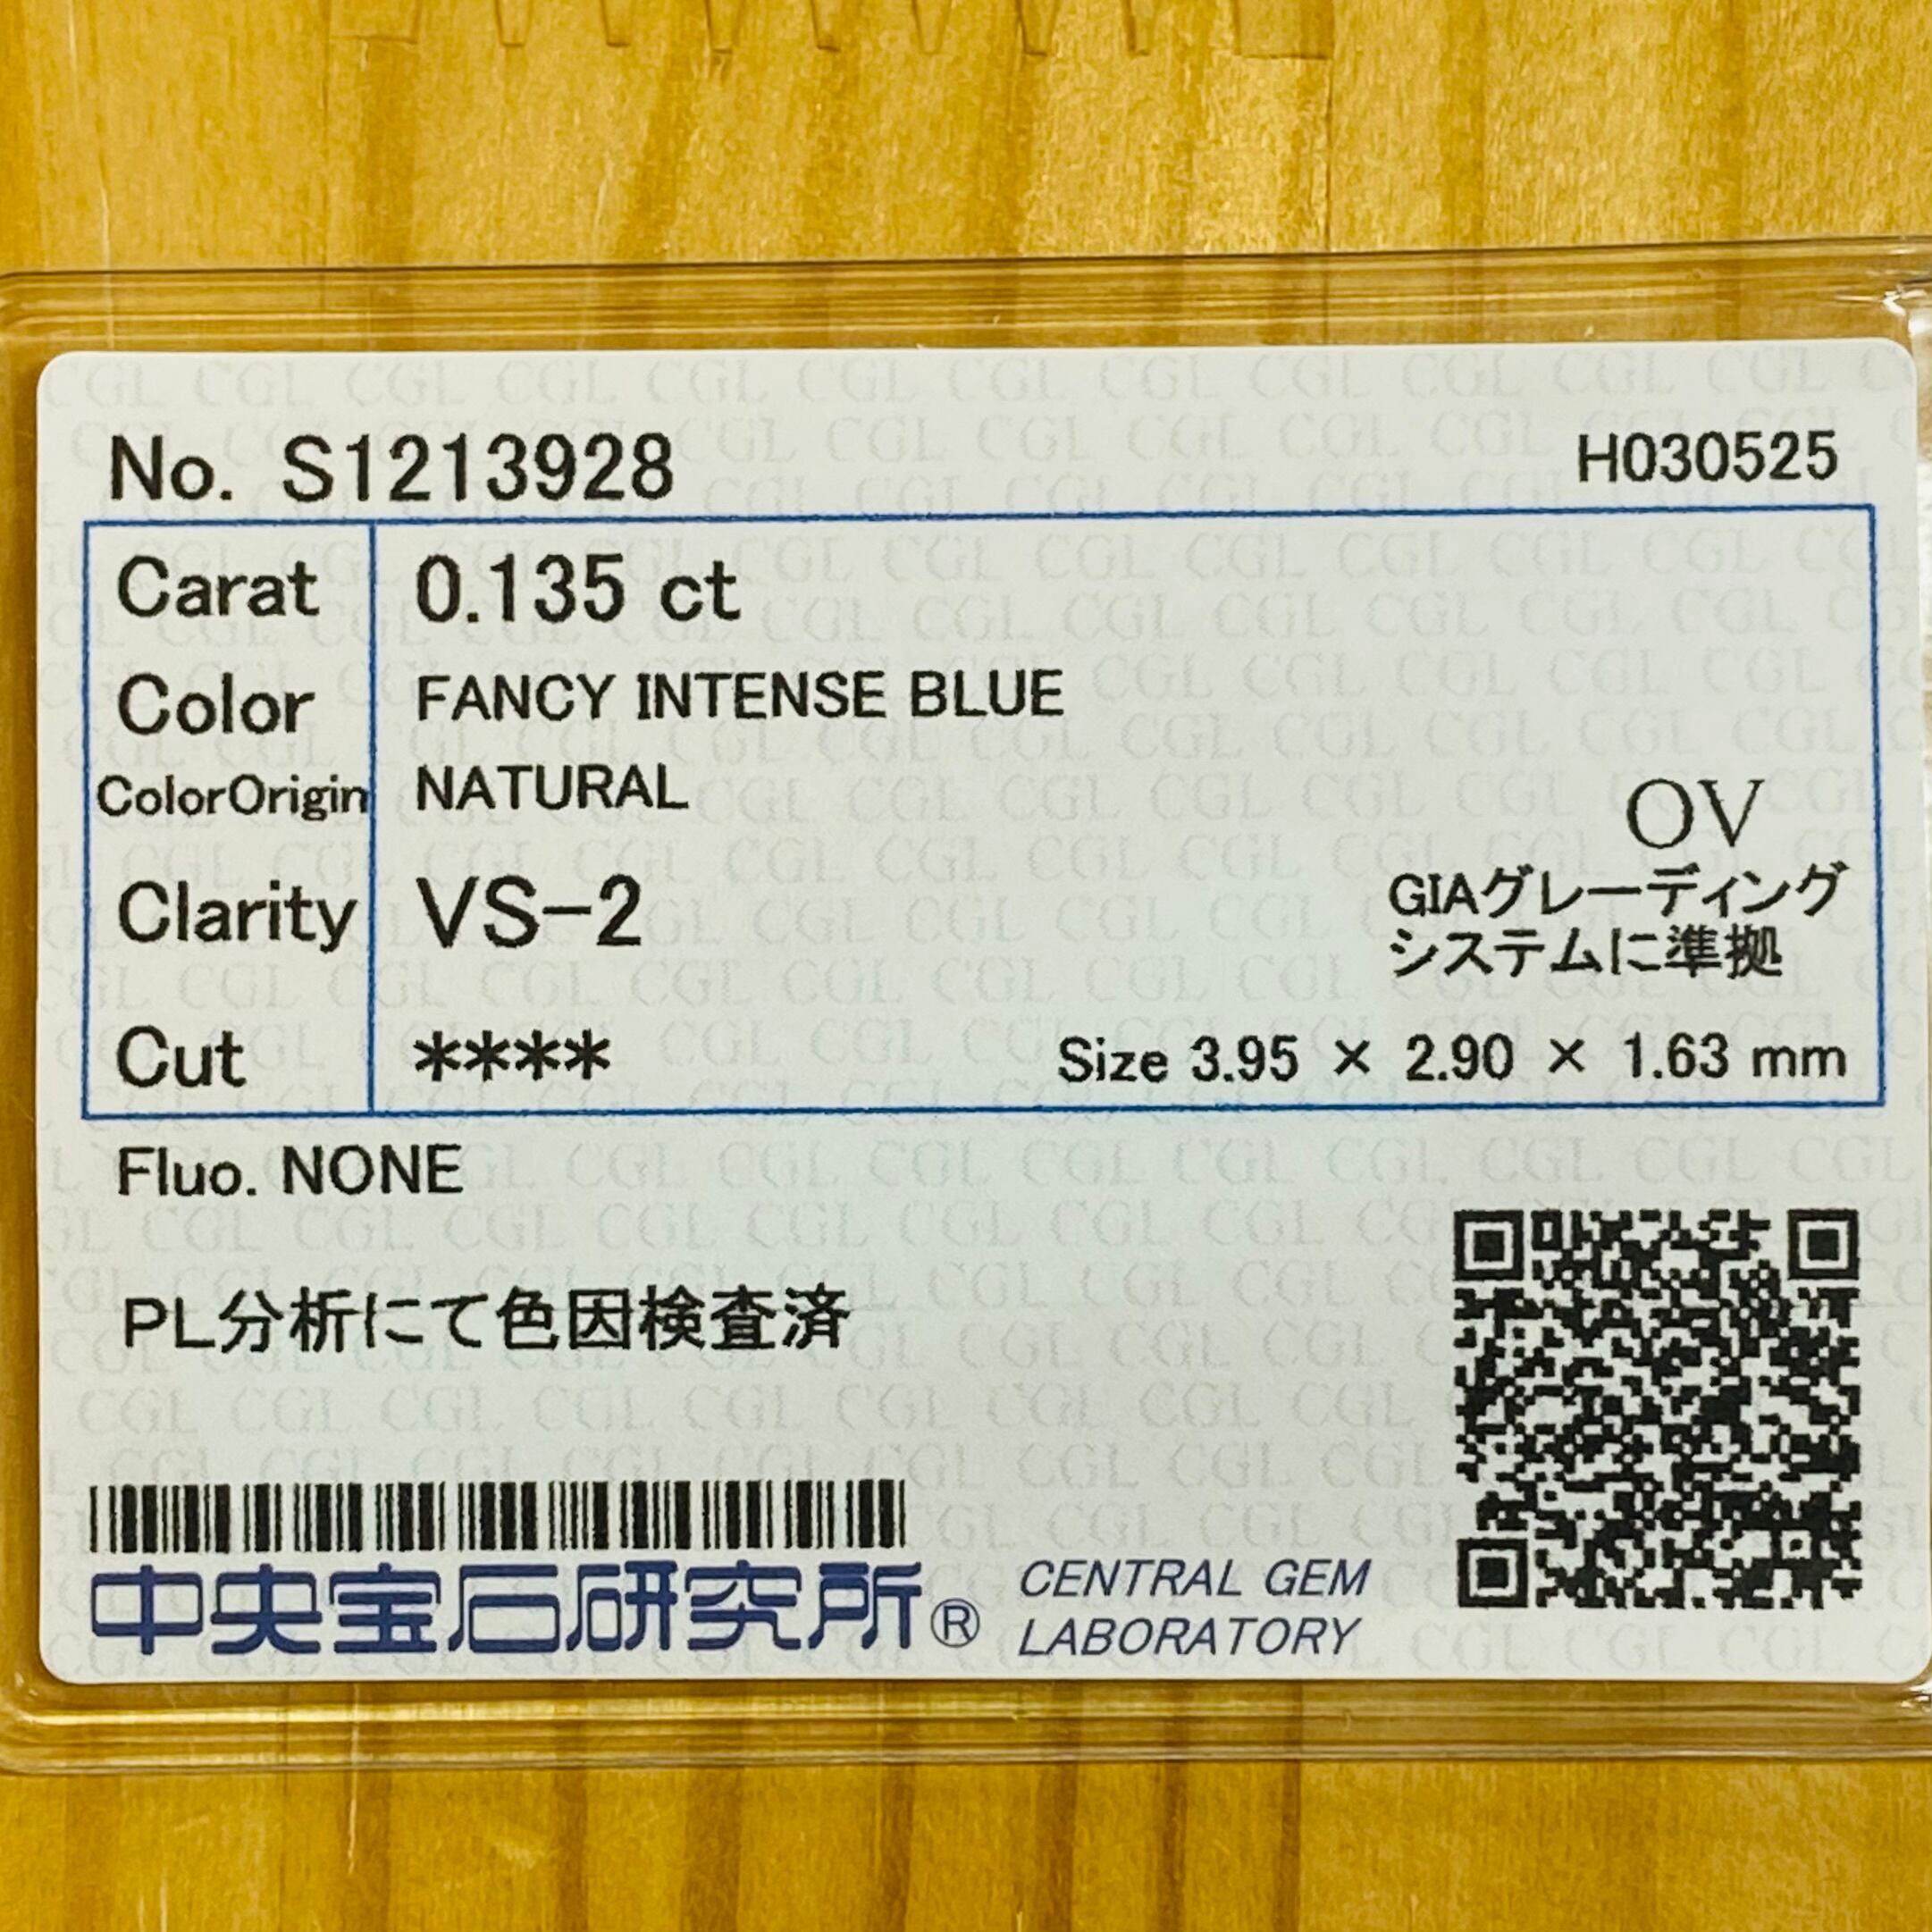 No. S1213928
H030525
Carat 0.135 ct
Color FANCY INTENSE BLUE
ColorOrigin NATURAL
OV
Clarity VS-2
GIAグレーディング
システムに準拠
Cut ****
Size 3.95 × 2.90 × 1.63 mm
Fluo. NONE
PL分析にて色因検査済
中央宝石研究所®
CENTRAL GEM
LABORATORY